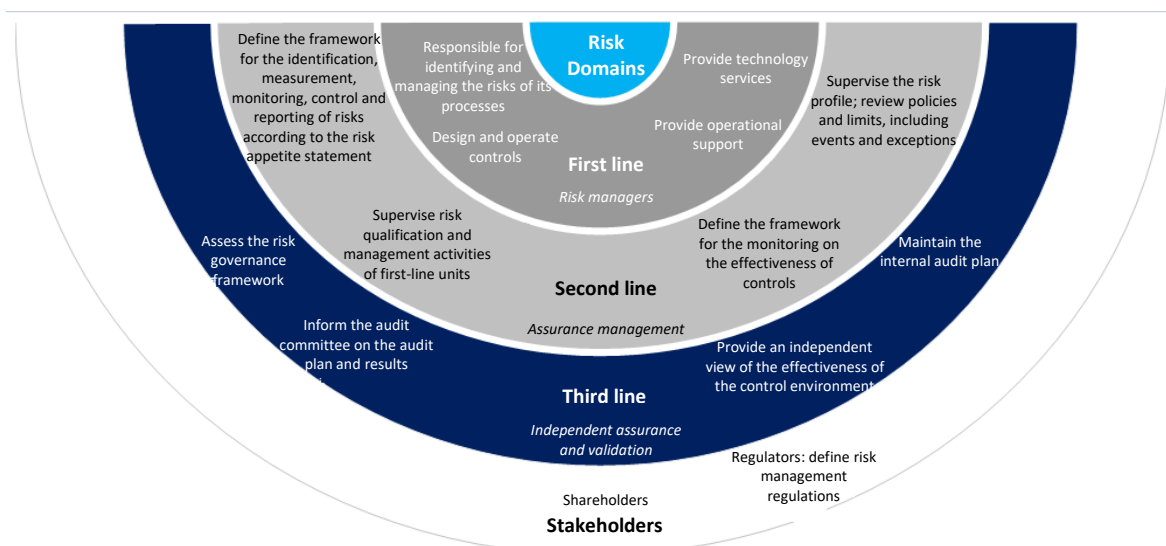 Risk
Domains
Responsible for
identifying and
managing the risks of its
processes
Design and operate
controls
Provide technology
services
Provide operational
support
First line
Risk managers
Define the framework
for the identification,
measurement,
monitoring, control and
reporting of risks
according to the risk
appetite statement
Supervise risk
qualification and
management activities
of first-line units
Supervise the risk
profile; review policies
and limits, including
events and exceptions
Define the framework
for the monitoring on
the effectiveness of
controls
Second line
Assurance management
Assess the risk
governance
framework
Inform the audit
committee on the audit
plan and results
Maintain the
internal audit plan
Provide an independent
view of the effectiveness of
the control environment
Third line
Independent assurance
and validation
Regulators: define risk
management
regulations
Shareholders
Stakeholders